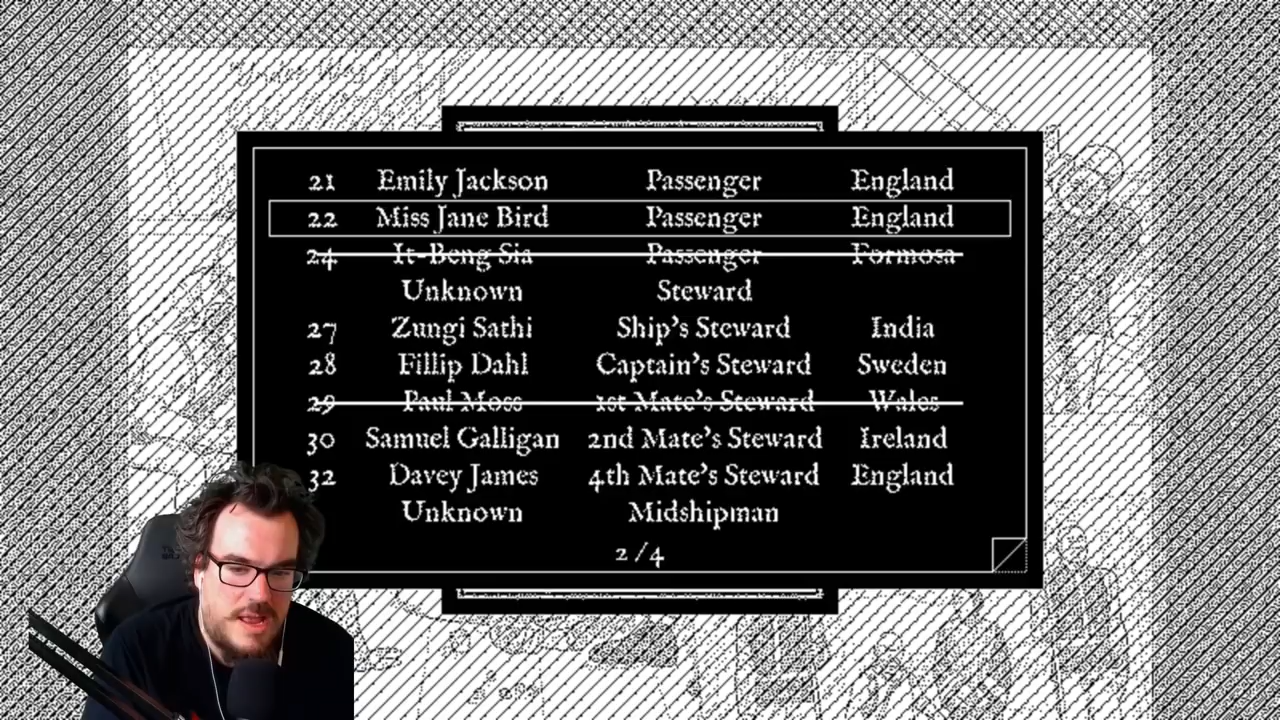 21 Emily Jackson Passenger England
22 Miss Jane Bird Passenger England
24 It-Beng Sia Passenger Formosa
Unknown Steward
27 Zungi Sathi Ship's Steward India
28 Fillip Dahl Captain's Steward Sweden
29 Paul Moss 1st Mate's Steward Wales
30 Samuel Galligan 2nd Mate's Steward Ireland
32 Davey James 4th Mate's Steward England
Unknown Midshipman
2/4